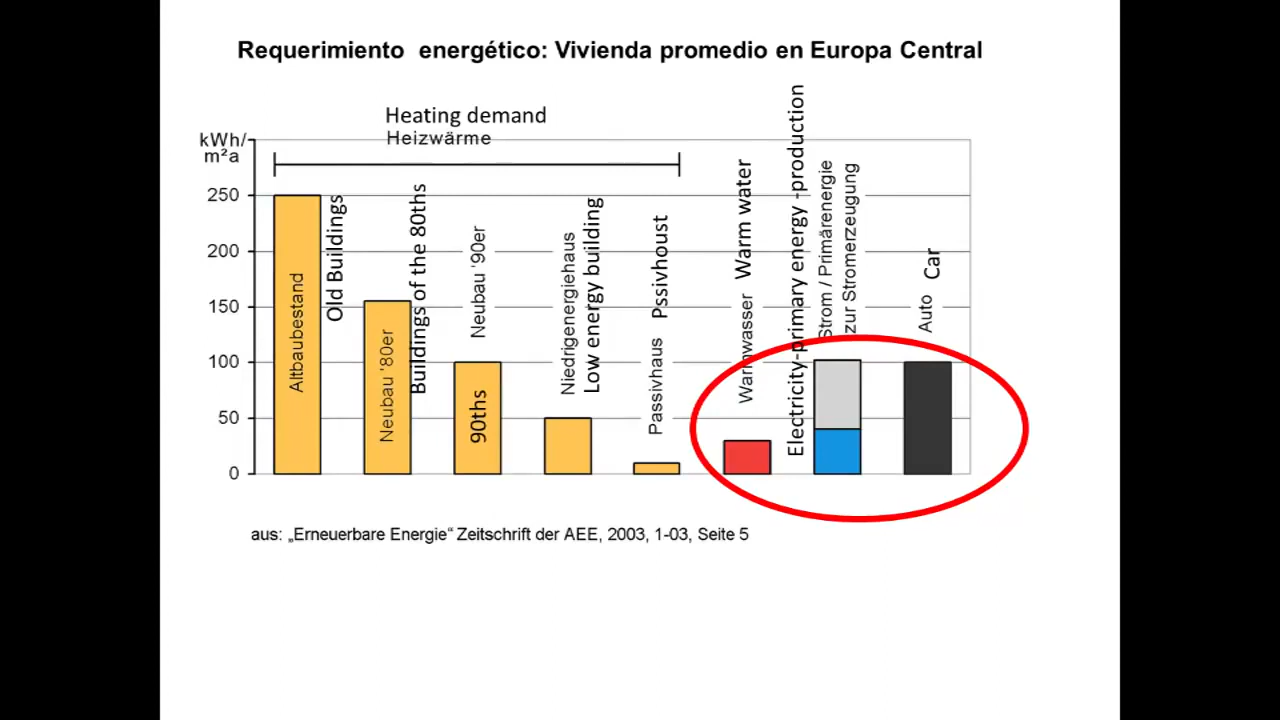 Requerimiento energético: Vivienda promedio en Europa Central
Heating demand
Heizwärme
kWh/
m²a
250
200
150
100
50
0
Altbaubestand
Old Buildings
Neubau '80er
Buildings of the 80ths
Neubau '90er
90ths
Niedrigenergiehaus
Low energy building
Passivhaus
Pssivhoust
Warmwasser
Warm water
Electricity-primary energy -production
Strom / Primärenergie
zur Stromerzeugung
Auto
Car
aus: „Erneuerbare Energie“ Zeitschrift der AEE, 2003, 1-03, Seite 5